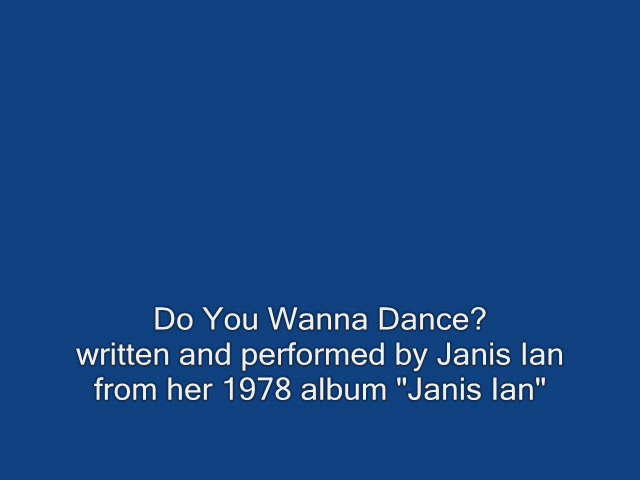 Do You Wanna Dance?
written and performed by Janis Ian
from her 1978 album "Janis Ian"